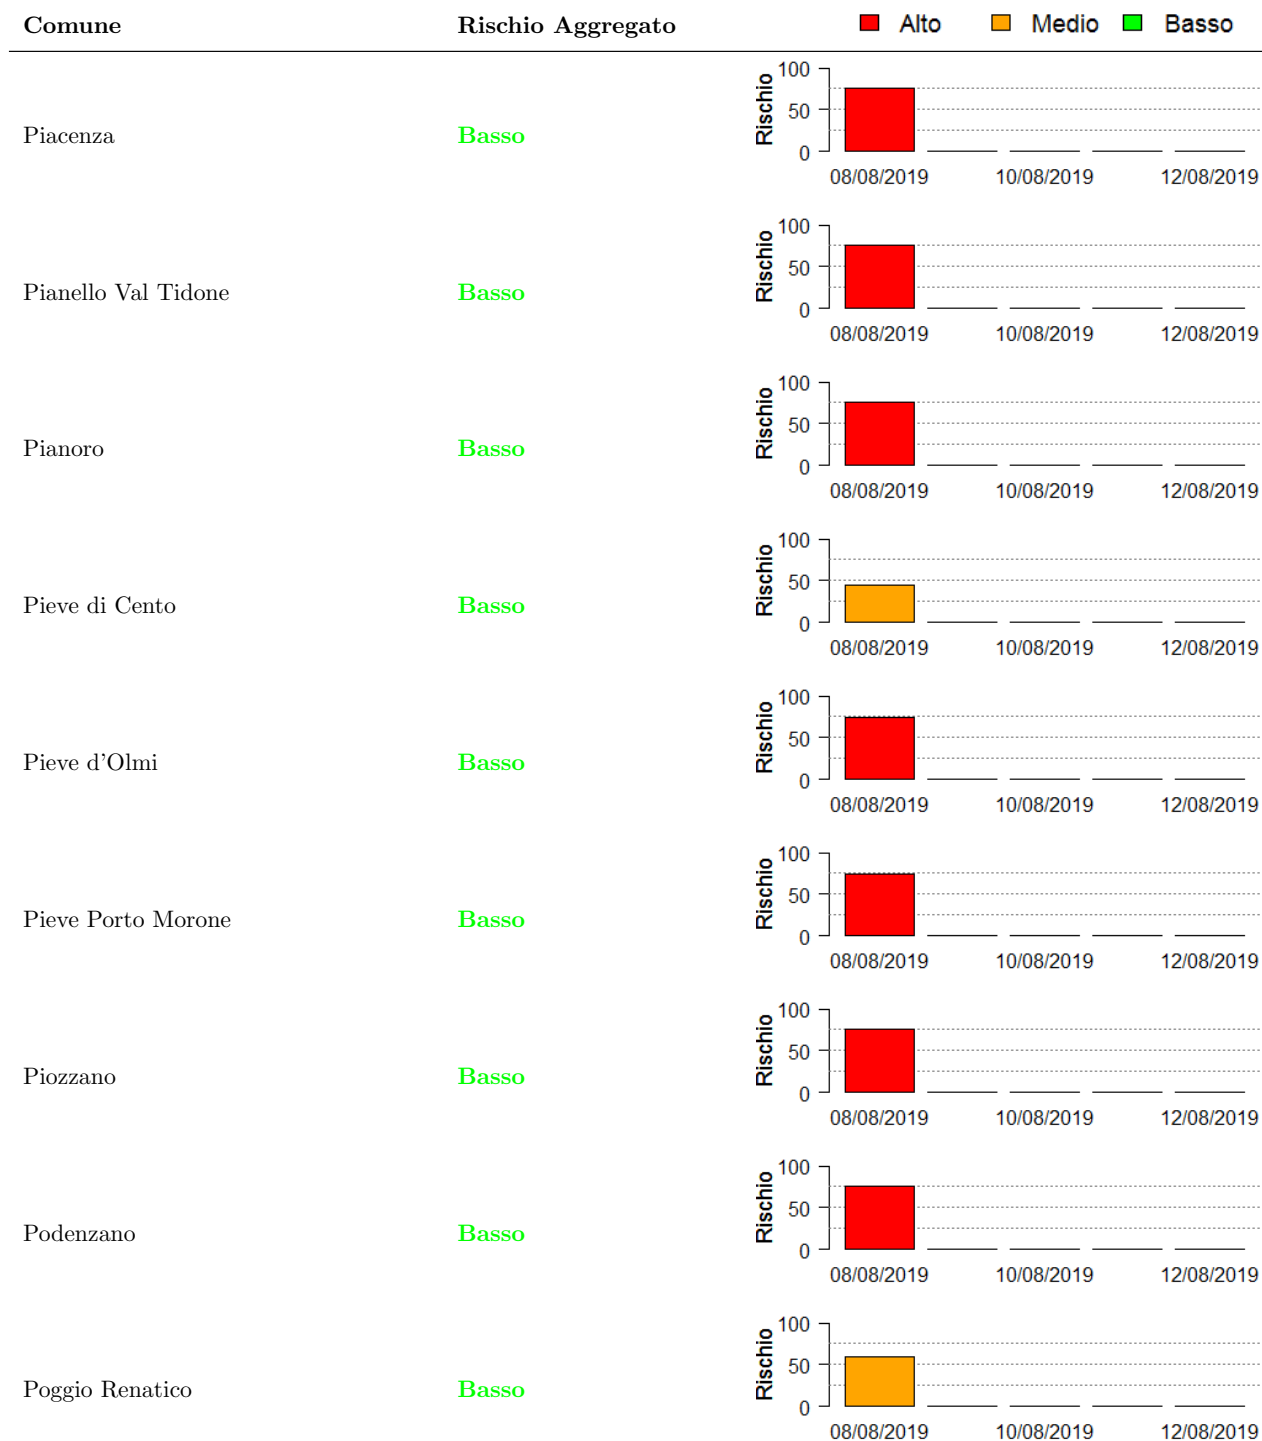 Comune Rischio Aggregato Alto Medio Basso
100
50
0
Rischio
Piacenza Basso
08/08/2019 10/08/2019 12/08/2019
100
50
0
Rischio
Pianello Val Tidone Basso
08/08/2019 10/08/2019 12/08/2019
100
50
0
Rischio
Pianoro Basso
08/08/2019 10/08/2019 12/08/2019
100
50
0
Rischio
Pieve di Cento Basso
08/08/2019 10/08/2019 12/08/2019
100
50
0
Rischio
Pieve d'Olmi Basso
08/08/2019 10/08/2019 12/08/2019
100
50
0
Rischio
Pieve Porto Morone Basso
08/08/2019 10/08/2019 12/08/2019
100
50
0
Rischio
Piozzano Basso
08/08/2019 10/08/2019 12/08/2019
100
50
0
Rischio
Podenzano Basso
08/08/2019 10/08/2019 12/08/2019
100
50
0
Rischio
Poggio Renatico Basso
08/08/2019 10/08/2019 12/08/2019